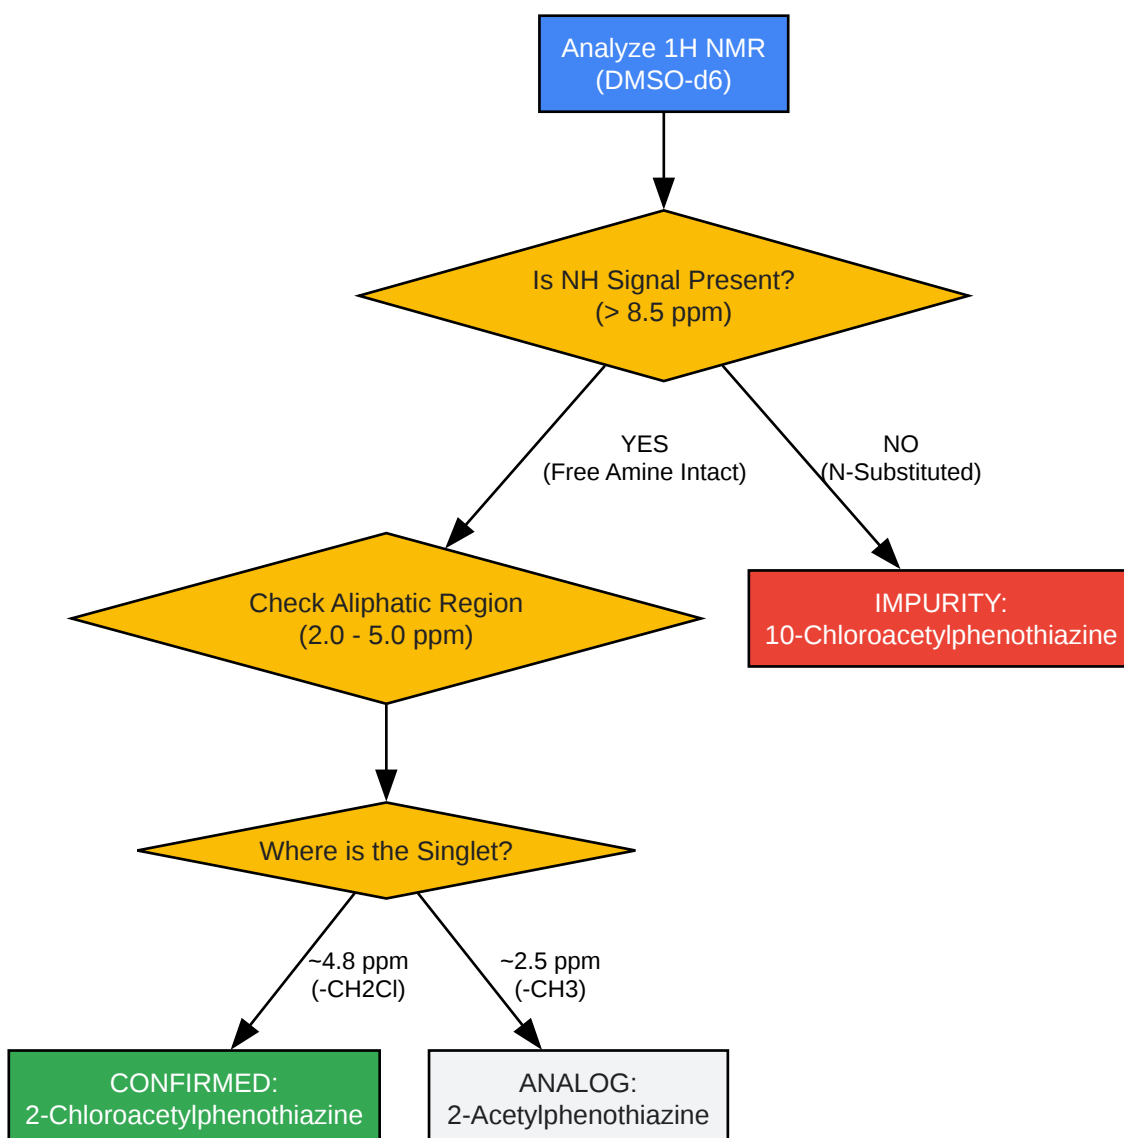 Analyze 1H NMR
(DMSO-d6)
Is NH Signal Present?
(> 8.5 ppm)
YES
(Free Amine Intact)
NO
(N-Substituted)
Check Aliphatic Region
(2.0 - 5.0 ppm)
IMPURITY:
10-Chloroacetylphenothiazine
Where is the Singlet?
~4.8 ppm
(-CH2Cl)
~2.5 ppm
(-CH3)
CONFIRMED:
2-Chloroacetylphenothiazine
ANALOG:
2-Acetylphenothiazine